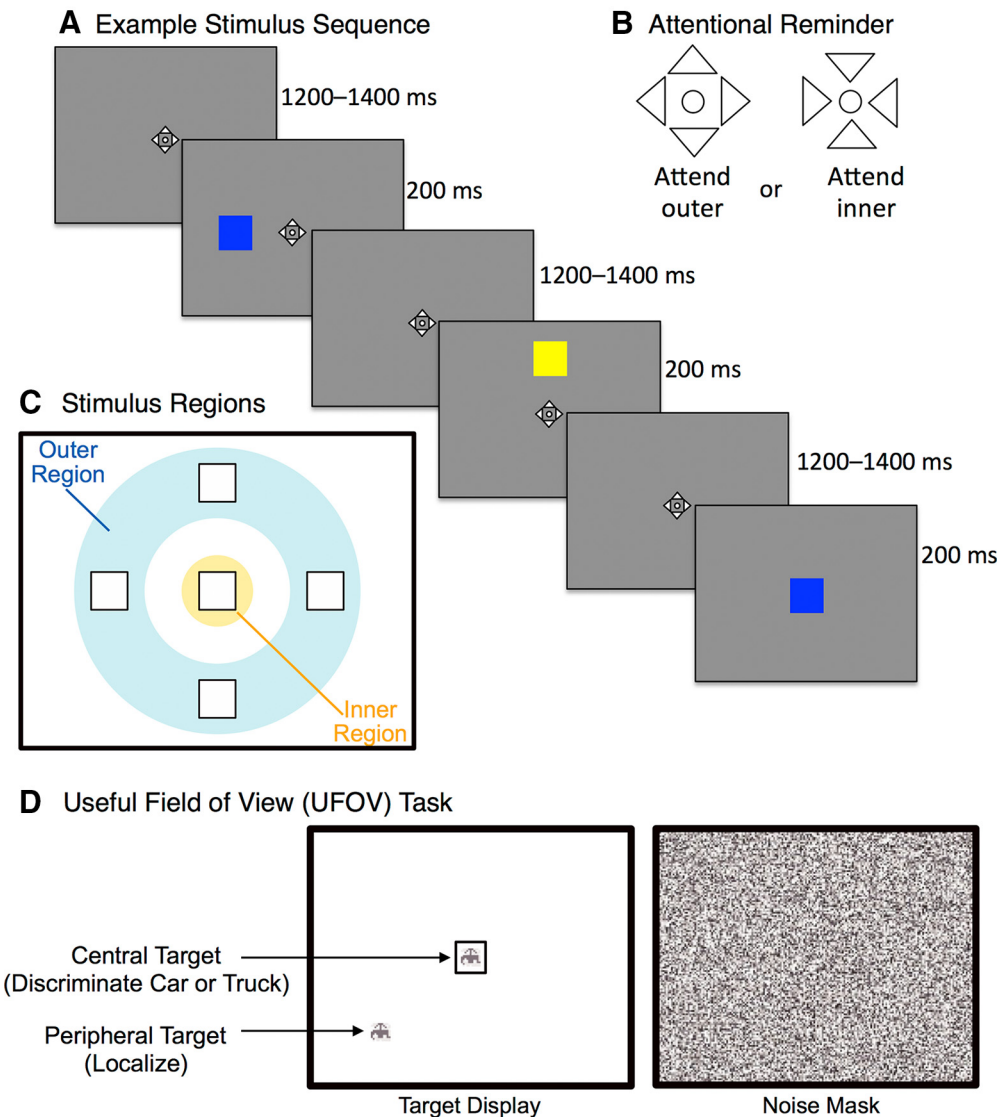 A Example Stimulus Sequence
1200–1400 ms
200 ms
1200–1400 ms
200 ms
1200–1400 ms
200 ms
B Attentional Reminder
Attend
outer
or
Attend
inner
C Stimulus Regions
Outer
Region
Inner
Region
D Useful Field of View (UFOV) Task
Central Target
(Discriminate Car or Truck)
Peripheral Target
(Localize)
Target Display
Noise Mask